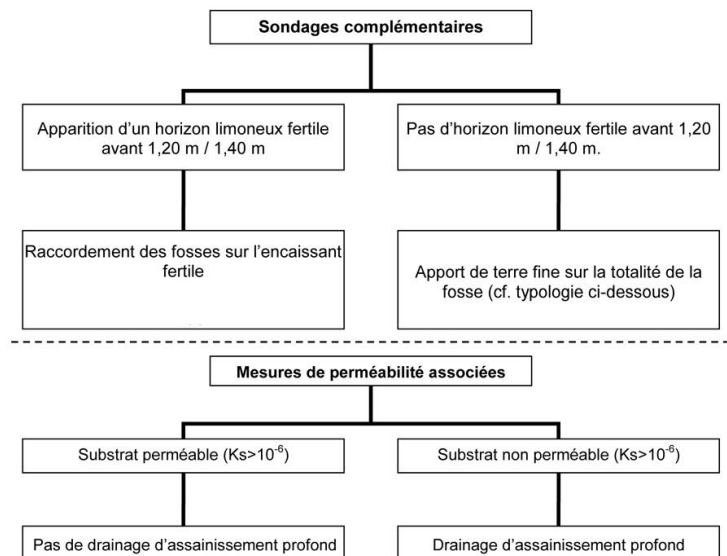 Sondages complémentaires
Apparition d'un horizon limoneux fertile
avant 1,20 m / 1,40 m
Pas d'horizon limoneux fertile avant 1,20
m / 1,40 m.
Raccordement des fosses sur l'encaissant
fertile
Apport de terre fine sur la totalité de la
fosse (cf. typologie ci-dessous)
Mesures de perméabilité associées
Substrat perméable (Ks>10⁻⁶)
Substrat non perméable (Ks>10⁻⁶)
Pas de drainage d'assainissement profond
Drainage d'assainissement profond